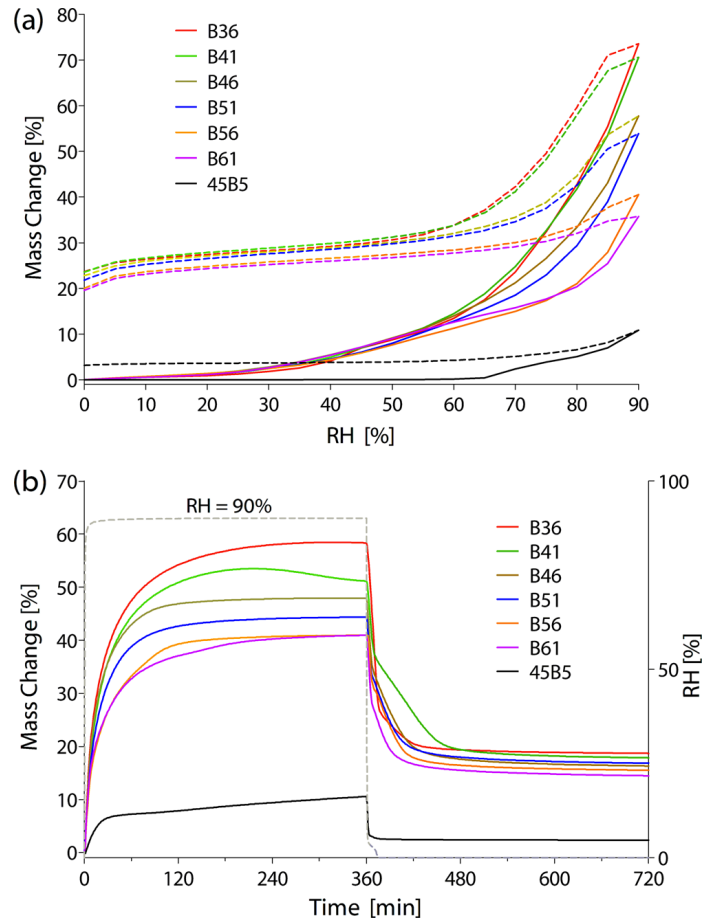 (a)
80
70
60
50
40
30
20
10
0
Mass Change [%]
B36
B41
B46
B51
B56
B61
45B5
0 10 20 30 40 50 60 70 80 90
RH [%]
(b)
70
60
50
40
30
20
10
0
Mass Change [%]
RH = 90%
B36
B41
B46
B51
B56
B61
45B5
100
50
0
RH [%]
0 120 240 360 480 600 720
Time [min]